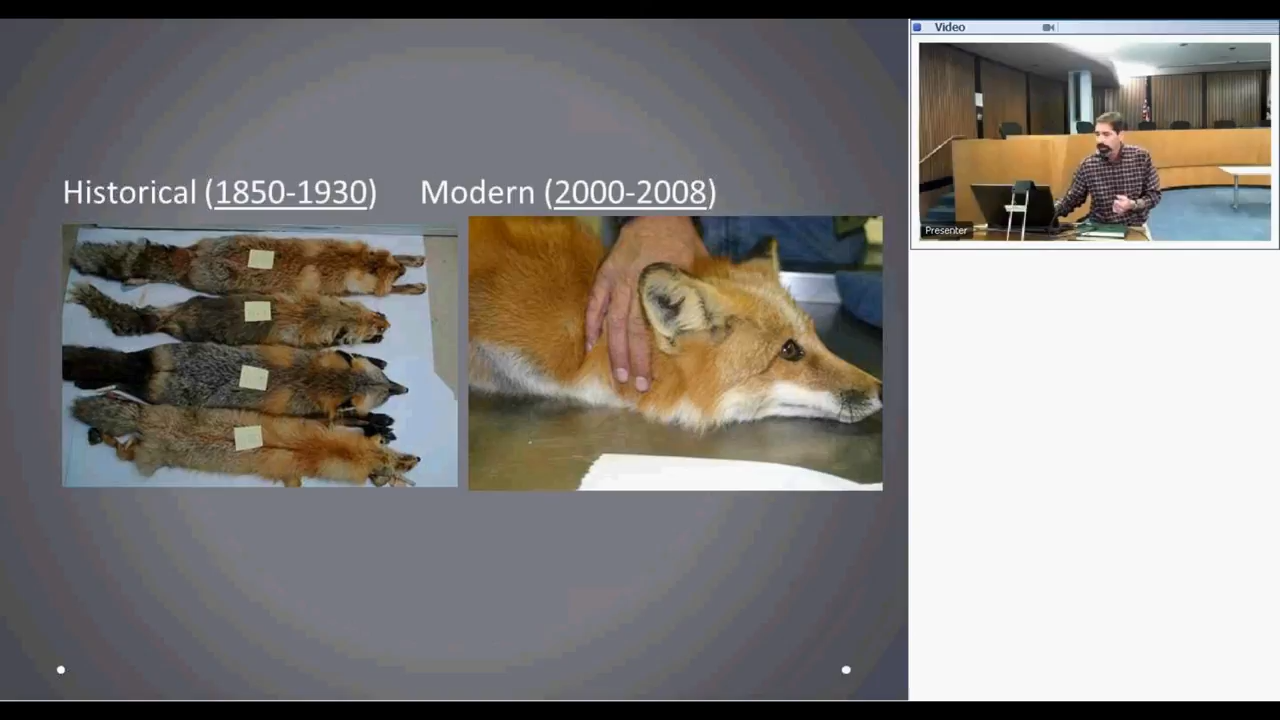 Video
Historical (1850-1930)
Modern (2000-2008)
Presenter